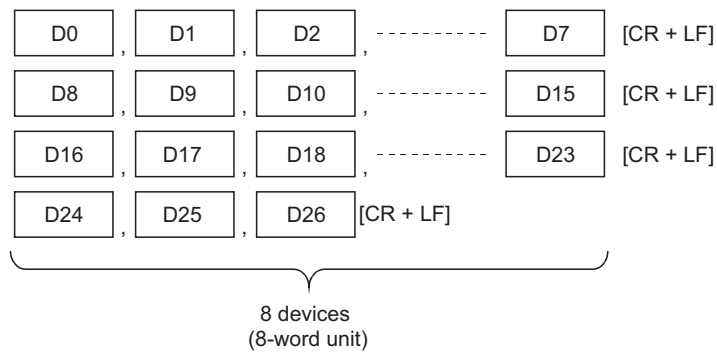 D0 , D1 , D2 , D7 [CR + LF]
D8 , D9 , D10 , D15 [CR + LF]
D16 , D17 , D18 , D23 [CR + LF]
D24 , D25 , D26 [CR + LF]
8 devices
(8-word unit)